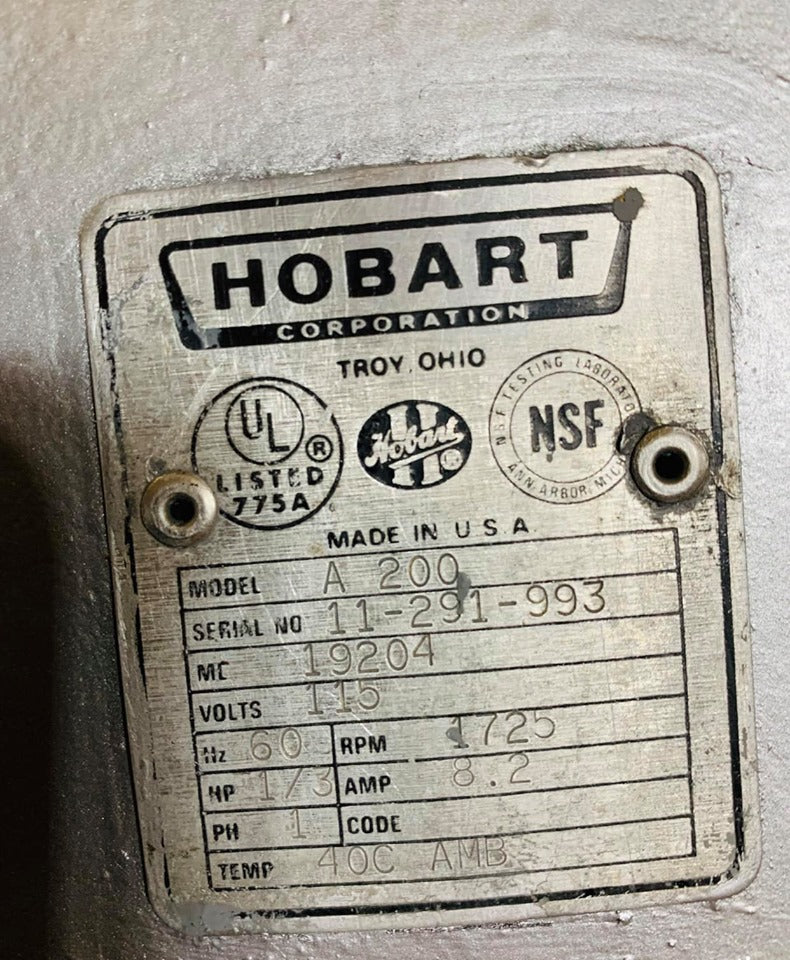 HOBART
CORPORATION
TROY, OHIO
UL ®
LISTED
775A
Hobart ®
N.S.F. TESTING LABORATO
NSF
ANN ARBOR, MICH
MADE IN U.S.A.
MODEL A 200
SERIAL NO 11-291-993
MC 19204
VOLTS 115
Hz 60 RPM 1725
HP 1/3 AMP 8.2
PH 1 CODE
TEMP 40C AMB